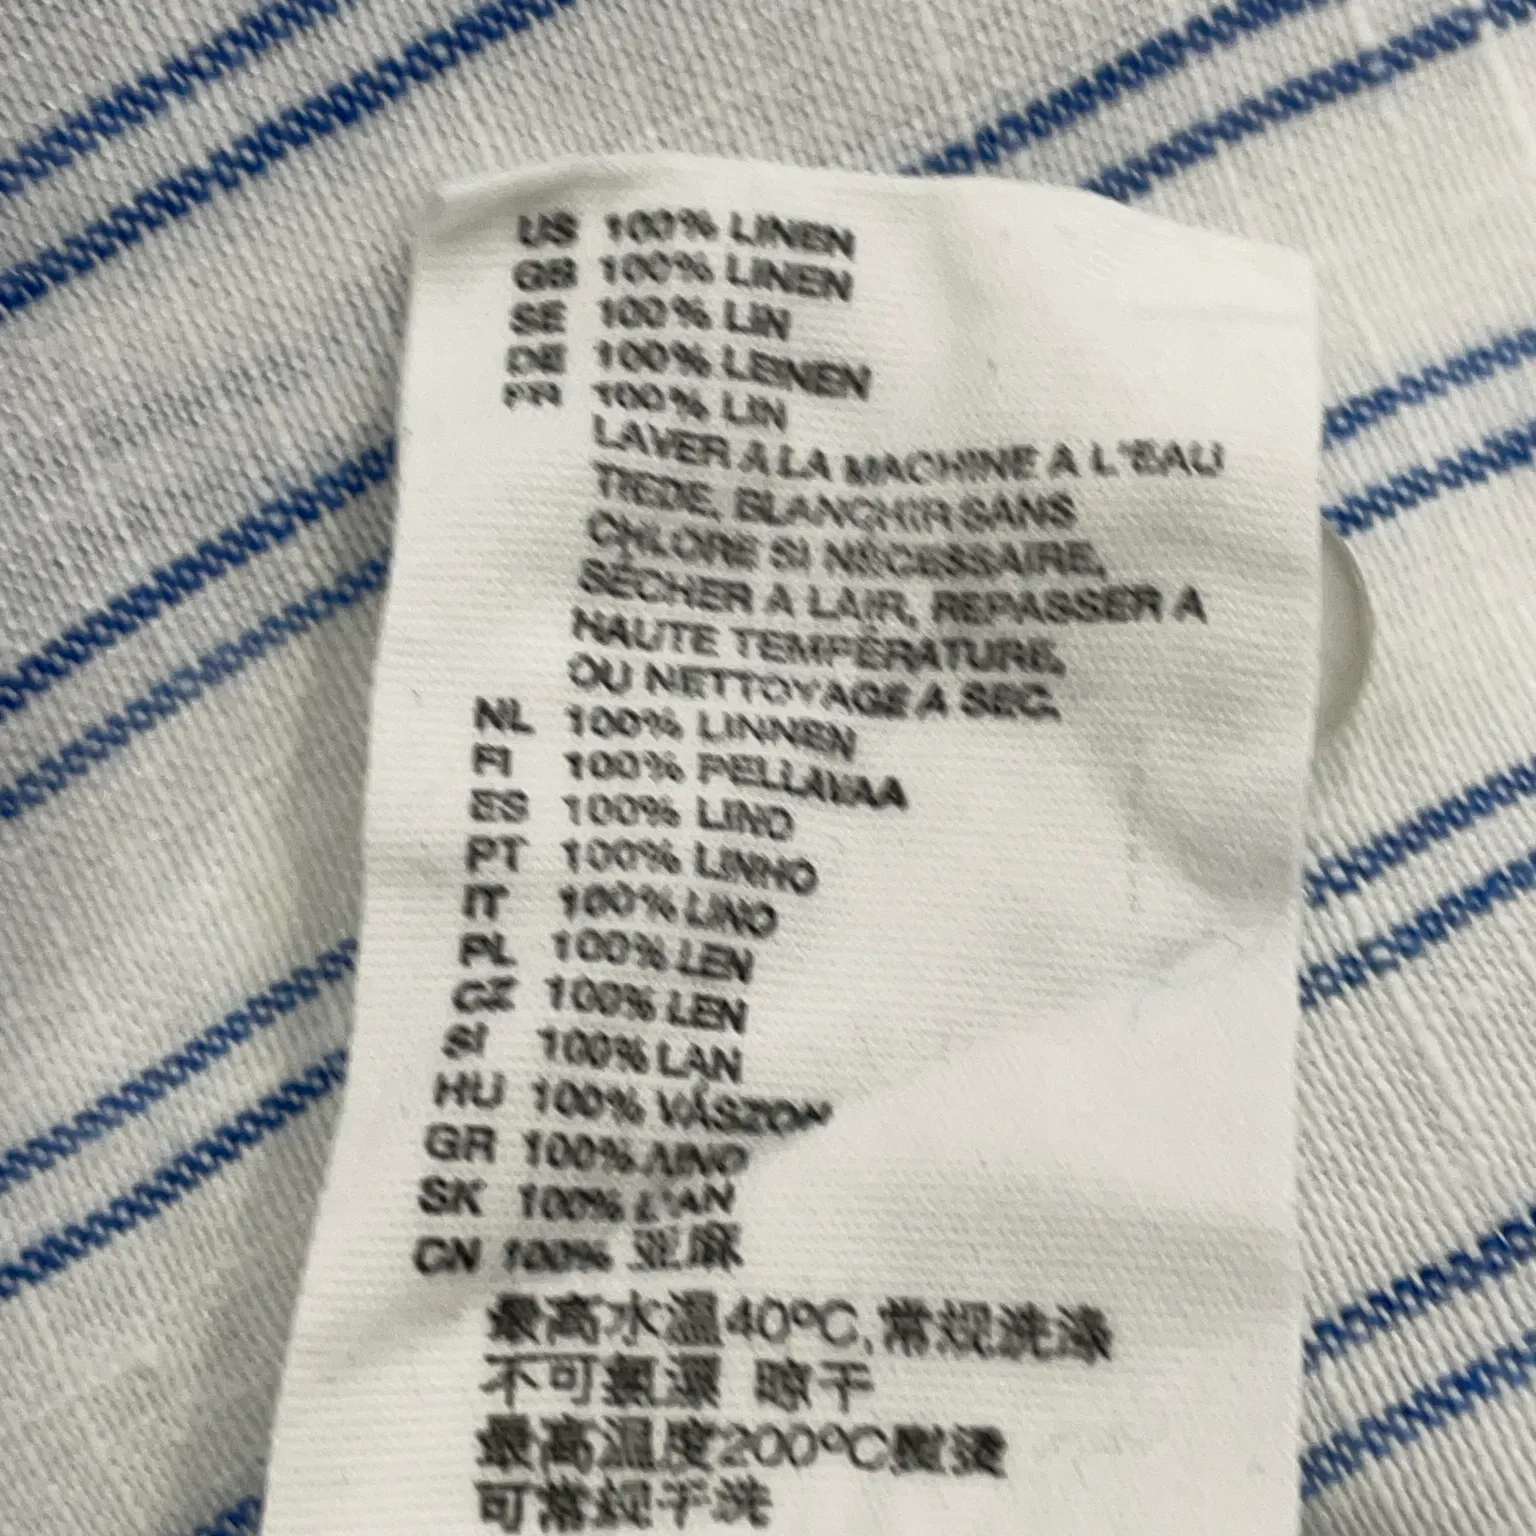 US 100% LINEN
GB 100% LINEN
SE 100% LIN
DE 100% LEINEN
FR 100% LIN
LAVER A LA MACHINE A L'EAU
TIEDE, BLANCHIR SANS
CHLORE SI NÉCESSAIRE,
SÉCHER A LAIR, REPASSER A
HAUTE TEMPÉRATURE,
OU NETTOYAGE A SEC.
NL 100% LINNEN
FI 100% PELLAVAA
ES 100% LINO
PT 100% LINHO
IT 100% LINO
PL 100% LEN
CZ 100% LEN
SI 100% LAN
HU 100% VÁSZON
GR 100% ΛΙΝΟ
SK 100% ĽAN
CN 100% 亚麻
最高水温40ºC,常规洗涤
不可氯漂 晾干
最高温度200ºC熨烫
可常规干洗